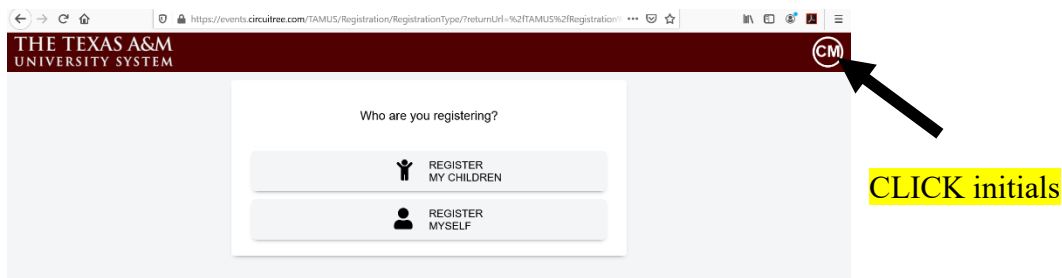 https://events.circuitree.com/TAMUS/Registration/RegistrationType/?returnUrl=%2fTAMUS%2fRegistration
THE TEXAS A&M
UNIVERSITY SYSTEM
CM
Who are you registering?
REGISTER
MY CHILDREN
REGISTER
MYSELF
CLICK initials